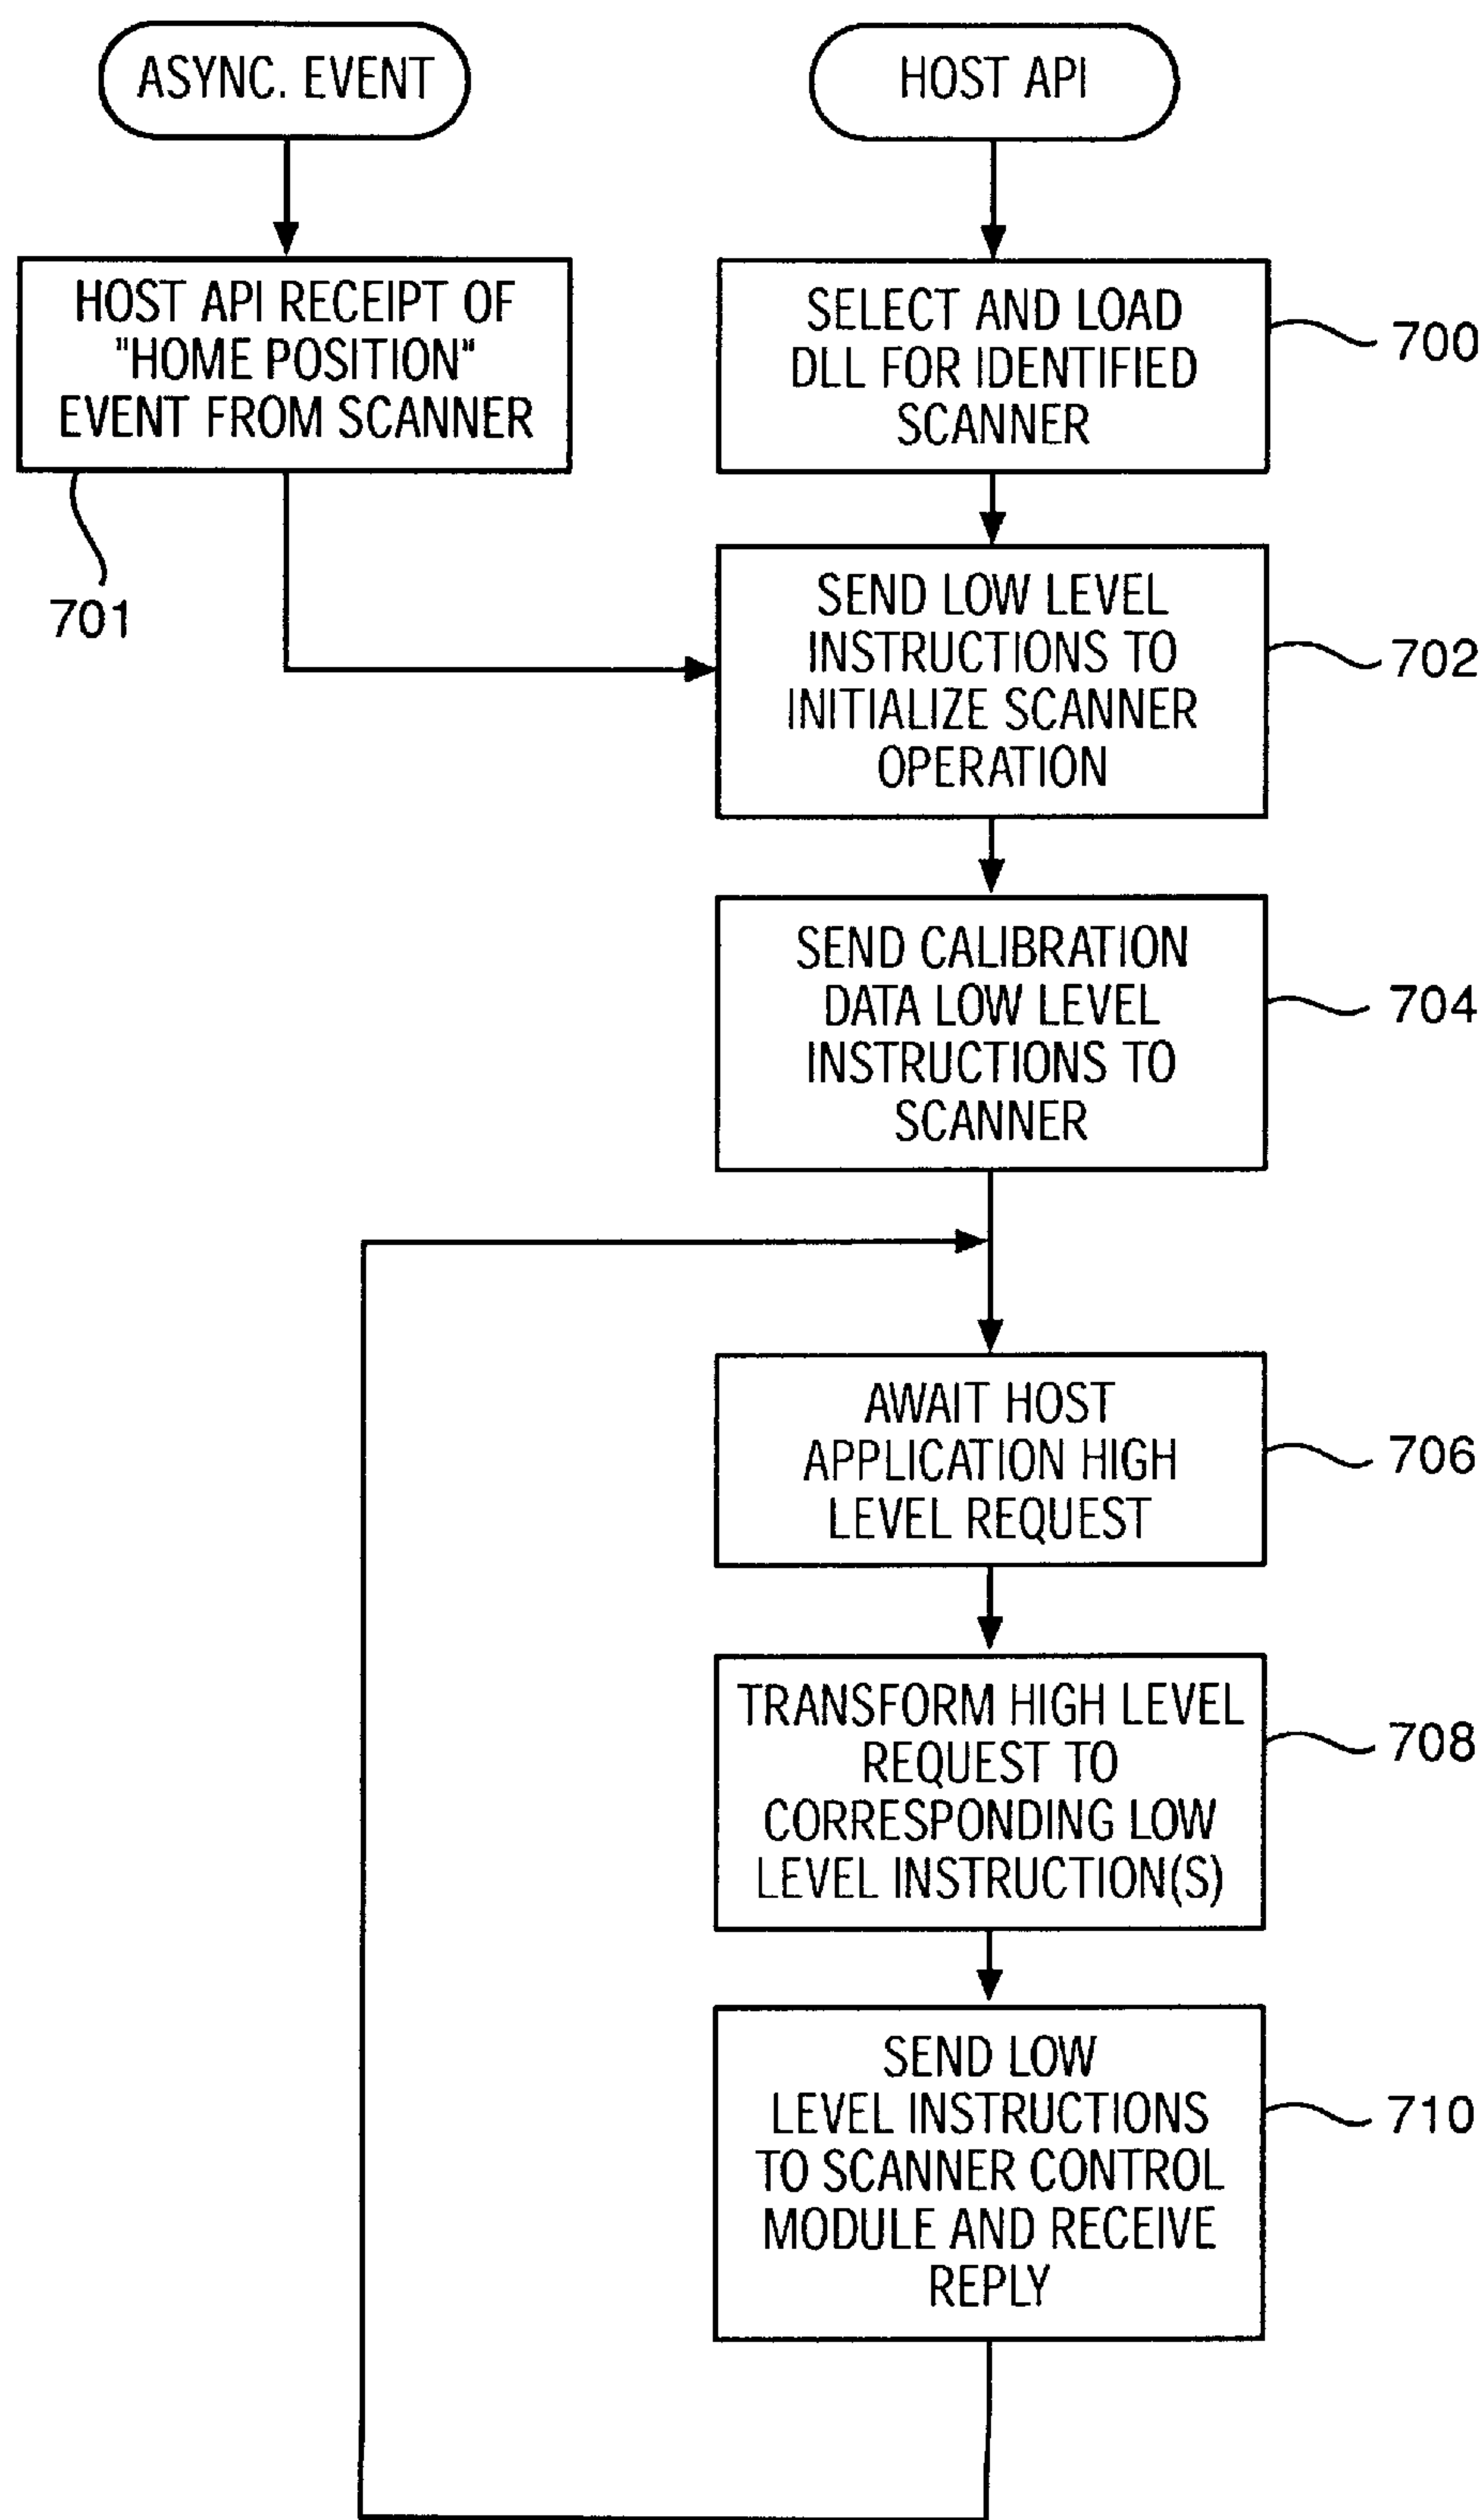 ASYNC. EVENT
HOST API
HOST API RECEIPT OF
"HOME POSITION"
EVENT FROM SCANNER
701
SELECT AND LOAD
DLL FOR IDENTIFIED
SCANNER
700
SEND LOW LEVEL
INSTRUCTIONS TO
INITIALIZE SCANNER
OPERATION
702
SEND CALIBRATION
DATA LOW LEVEL
INSTRUCTIONS TO
SCANNER
704
AWAIT HOST
APPLICATION HIGH
LEVEL REQUEST
706
TRANSFORM HIGH LEVEL
REQUEST TO
CORRESPONDING LOW
LEVEL INSTRUCTION(S)
708
SEND LOW
LEVEL INSTRUCTIONS
TO SCANNER CONTROL
MODULE AND RECEIVE
REPLY
710